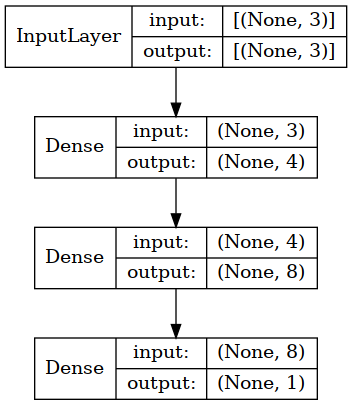 InputLayer
input: [(None, 3)]
output: [(None, 3)]
Dense
input: (None, 3)
output: (None, 4)
Dense
input: (None, 4)
output: (None, 8)
Dense
input: (None, 8)
output: (None, 1)